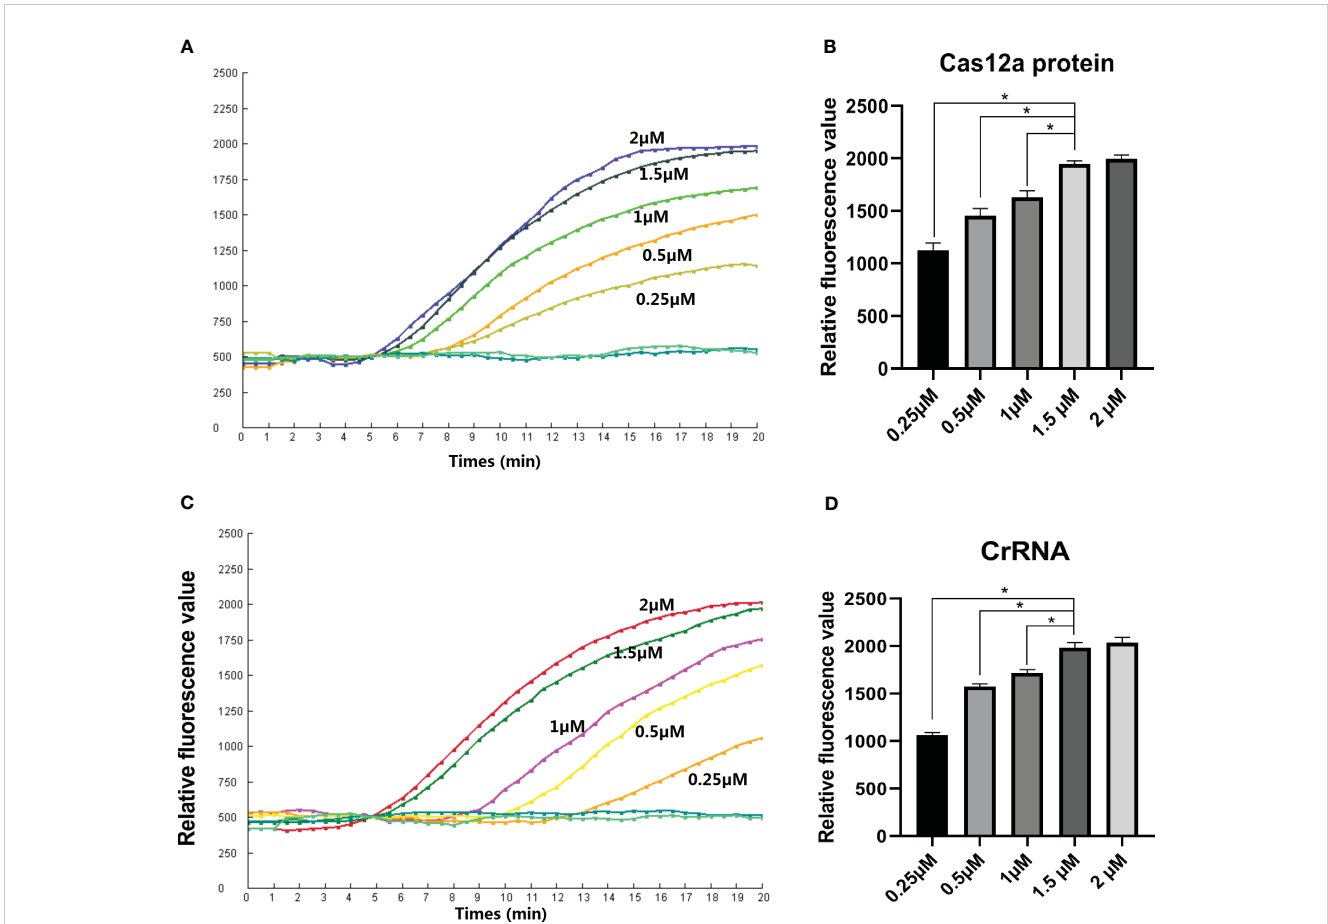 A
2500
2250
2000
1750
1500
1250
1000
750
500
250
0
2µM
1.5µM
1µM
0.5µM
0.25µM
0 1 2 3 4 5 6 7 8 9 10 11 12 13 14 15 16 17 18 19 20
Times (min)
B
Cas12a protein
Relative fluorescence value
2500
2000
1500
1000
500
0
*
*
*
0.25µM
0.5µM
1µM
1.5 µM
2 µM
C
Relative fluorescence value
2500
2250
2000
1750
1500
1250
1000
750
500
250
0
2µM
1.5µM
1µM
0.5µM
0.25µM
0 1 2 3 4 5 6 7 8 9 10 11 12 13 14 15 16 17 18 19 20
Times (min)
D
CrRNA
Relative fluorescence value
2500
2000
1500
1000
500
0
*
*
*
0.25µM
0.5µM
1µM
1.5 µM
2 µM